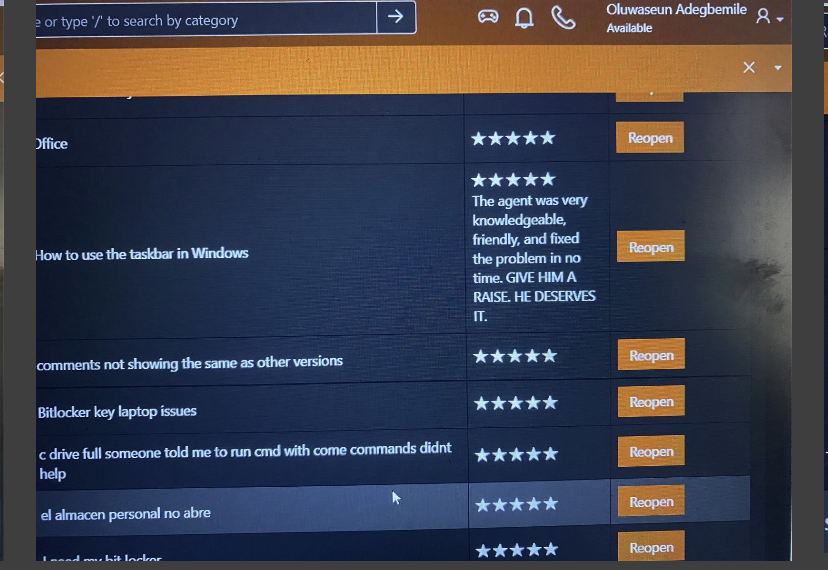 e or type '/' to search by category
Oluwaseun Adegbemile
Available
Office
Reopen
How to use the taskbar in Windows
The agent was very
knowledgeable,
friendly, and fixed
the problem in no
time. GIVE HIM A
RAISE. HE DESERVES
IT.
Reopen
comments not showing the same as other versions
Reopen
Bitlocker key laptop issues
Reopen
c drive full someone told me to run cmd with come commands didnt
help
Reopen
el almacen personal no abre
Reopen
I need my bit locker
Reopen